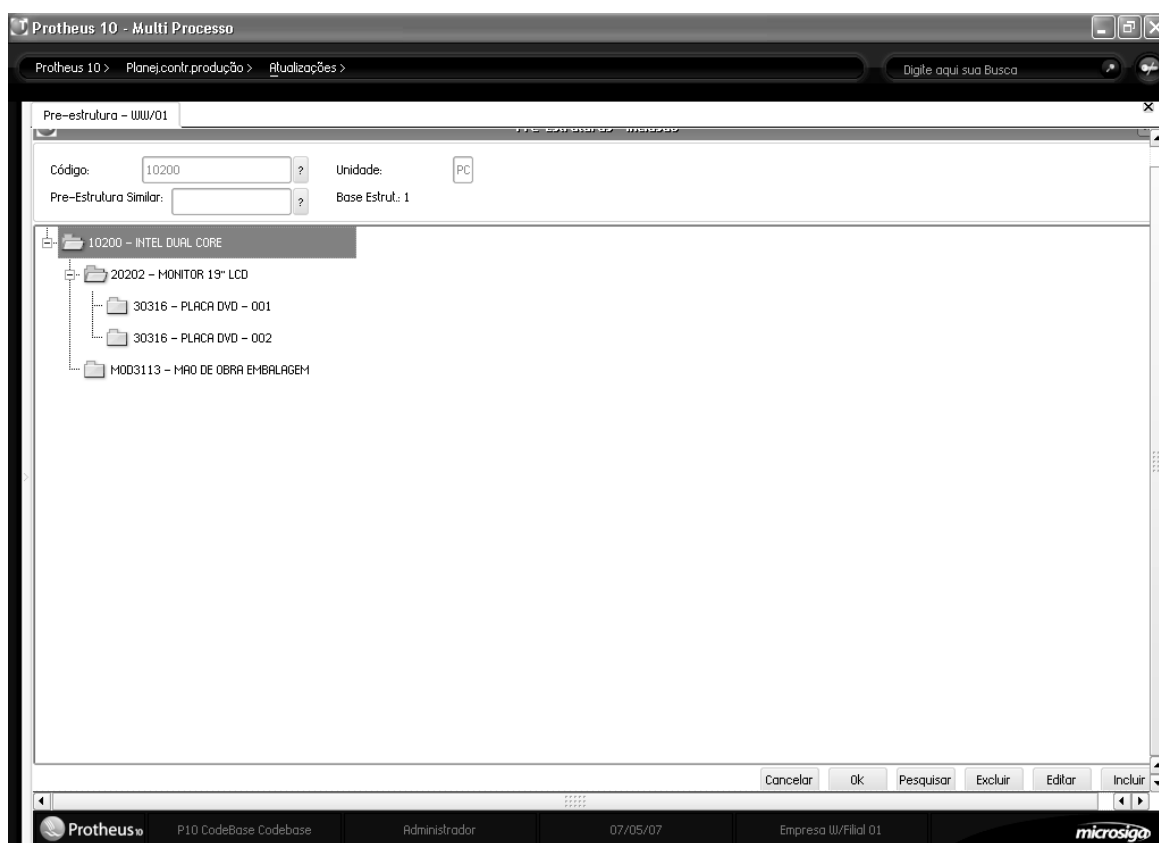 Protheus 10 - Multi Processo
Protheus 10 > Planej.contr.produção > Atualizações > Digite aqui sua Busca
Pre-estrutura - WW/01
Pre-Estruturas - Inclusao
Código: 10200 ? Unidade: PC
Pre-Estrutura Similar: ? Base Estrut.: 1
10200 - INTEL DUAL CORE
20202 - MONITOR 19" LCD
30316 - PLACA DVD - 001
30316 - PLACA DVD - 002
MOD3113 - MAO DE OBRA EMBALAGEM
Cancelar Ok Pesquisar Excluir Editar Incluir
Protheus10 P10 CodeBase Codebase Administrador 07/05/07 Empresa W/Filial 01 microsiga